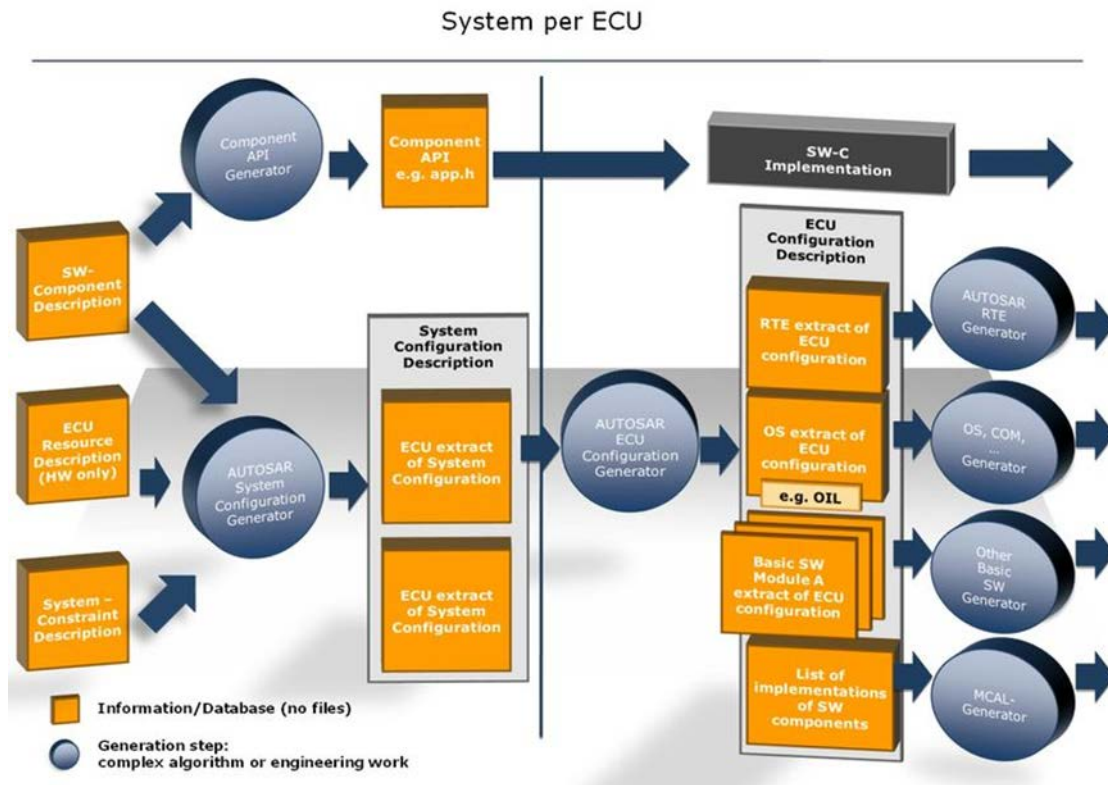 System per ECU
Component
API
Generator
Component
API
e.g. app.h
SW-C
Implementation
SW-
Component
Description
ECU
Resource
Description
(HW only)
System –
Constraint
Description
AUTOSAR
System
Configuration
Generator
System
Configuration
Description
ECU extract
of System
Configuration
ECU extract
of System
Configuration
AUTOSAR
ECU
Configuration
Generator
ECU
Configuration
Description
RTE extract of
ECU
configuration
OS extract of
ECU
configuration
e.g. OIL
Basic SW
Module A
extract of ECU
configuration
List of
implementations
of SW
components
AUTOSAR
RTE
Generator
OS, COM,
...
Generator
Other
Basic
SW
Generator
MCAL-
Generator
Information/Database (no files)
Generation step:
complex algorithm or engineering work